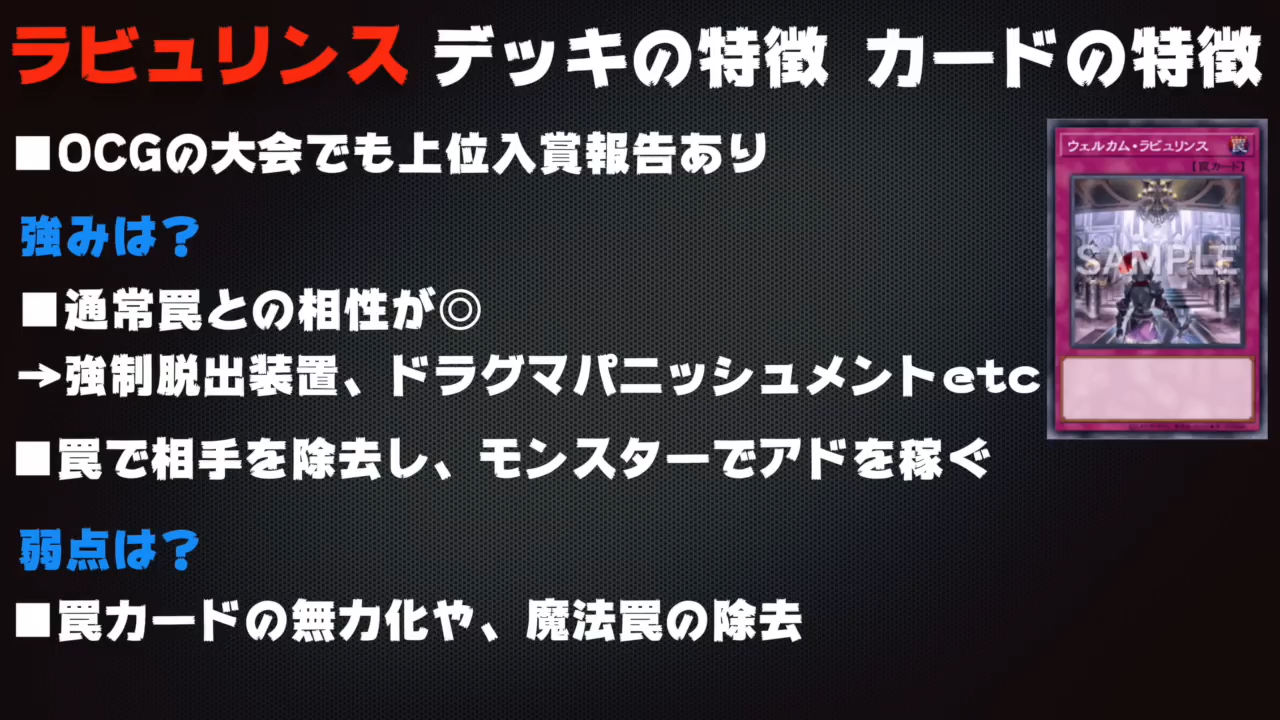 ラビュリンス デッキの特徴 カードの特徴
■OCGの大会でも上位入賞報告あり
強みは?
■通常罠との相性が◎
→強制脱出装置、ドラグマパニッシュメントetc
■罠で相手を除去し、モンスターでアドを稼ぐ
弱点は?
■罠カードの無力化や、魔法罠の除去
ウェルカム・ラビュリンス
罠
【罠カード】
SAMPLE